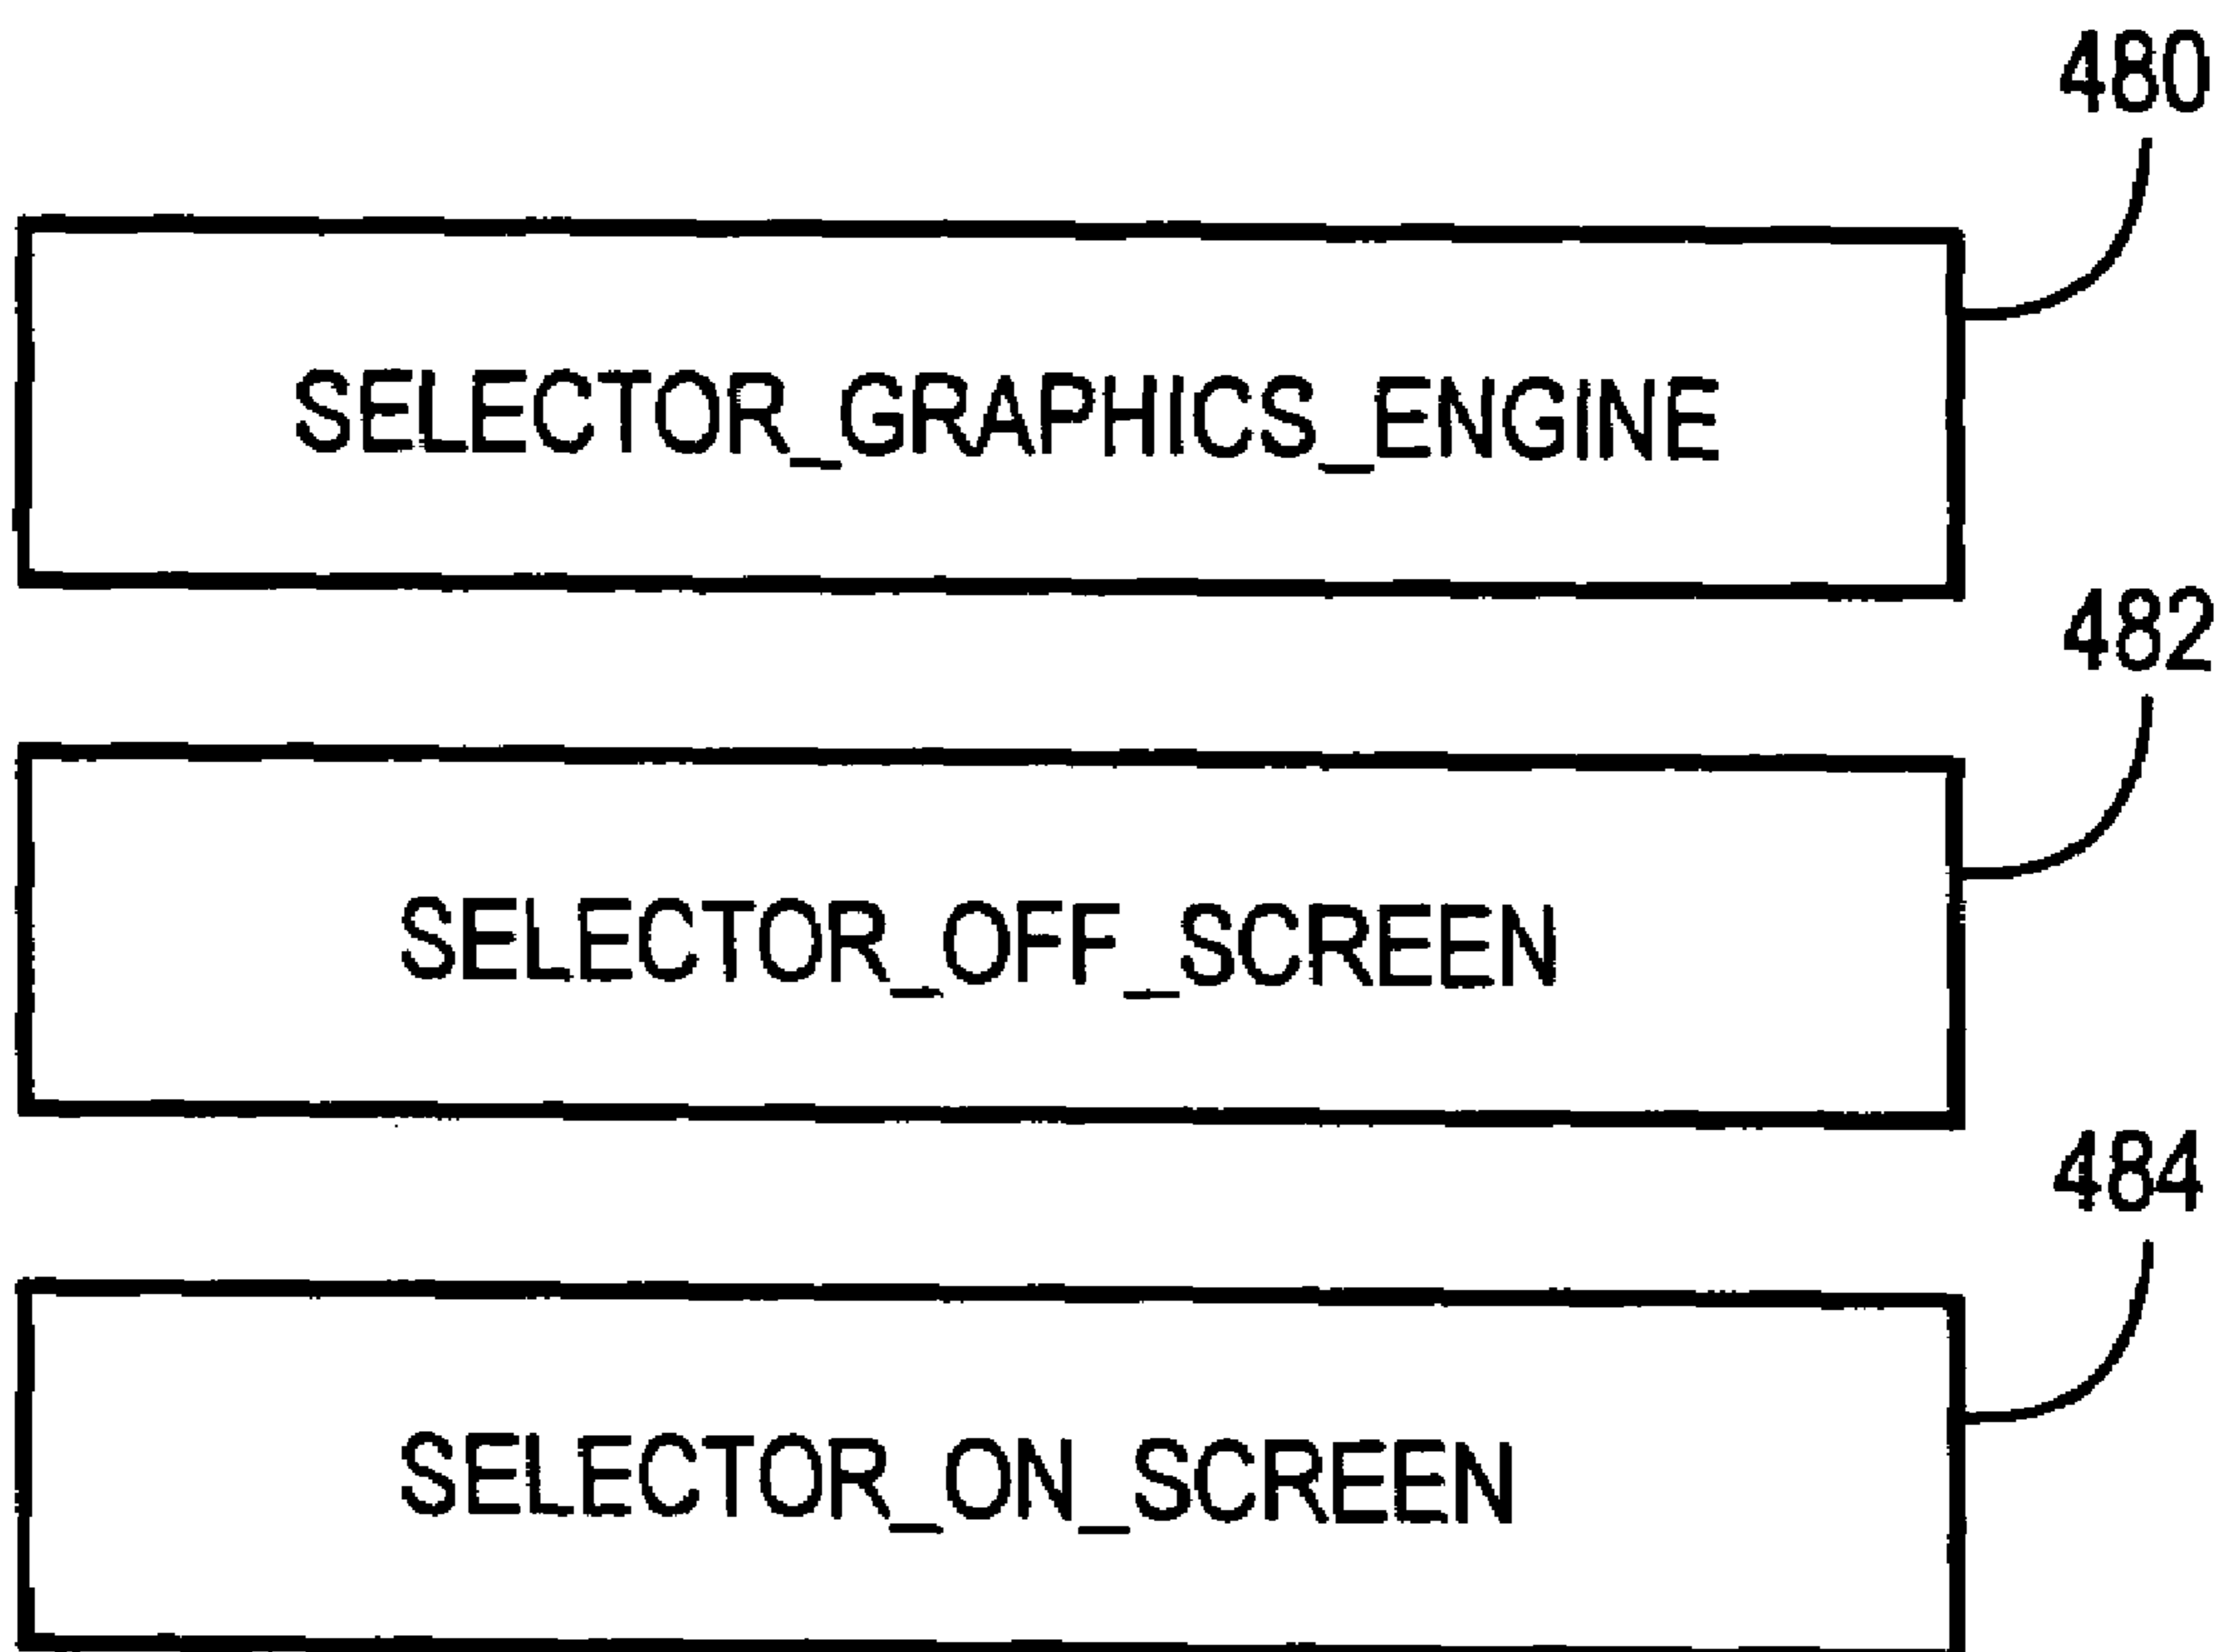 480
SELECTOR_GRAPHICS_ENGINE
482
SELECTOR_OFF_SCREEN
484
SELECTOR_ON_SCREEN